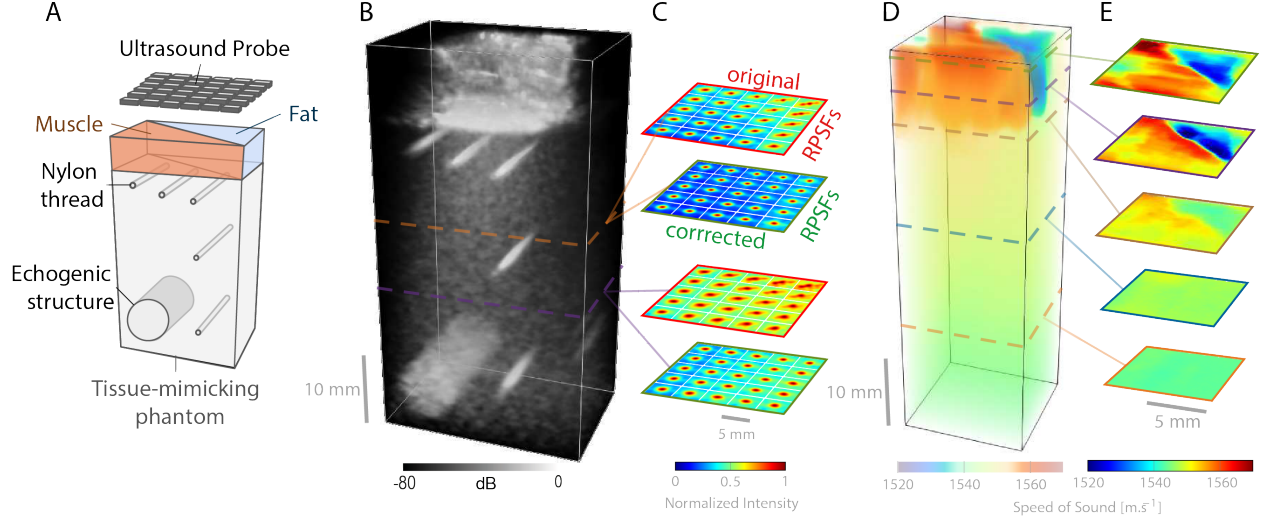 A
B
C
D
E
Ultrasound Probe
Muscle
Fat
Nylon
thread
Echogenic
structure
Tissue-mimicking
phantom
10 mm
-80
dB
0
original
RPSFs
corrrected
RPSFs
5 mm
0
0.5
1
Normalized Intensity
10 mm
1520
1540
1560
1520
1540
1560
Speed of Sound [m.s⁻¹]
5 mm